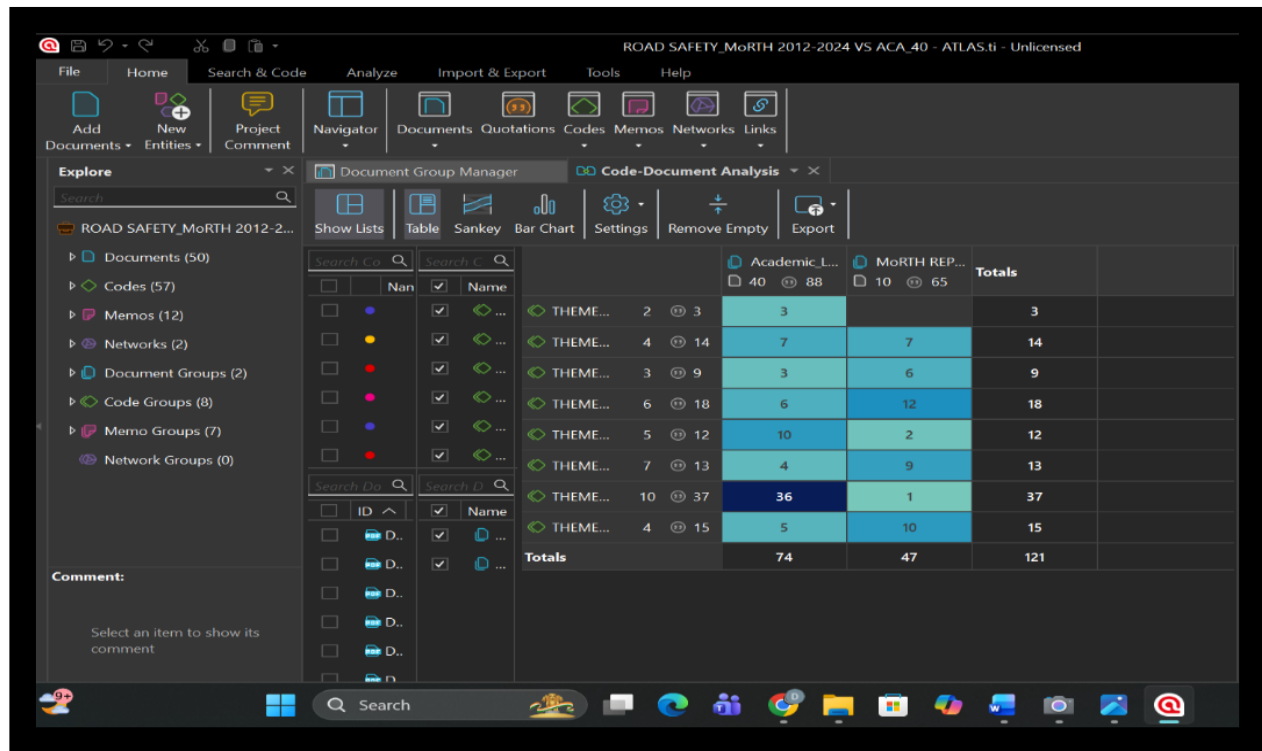 ROAD SAFETY_MoRTH 2012-2024 VS ACA_40 - ATLAS.ti - Unlicensed
File Home Search & Code Analyze Import & Export Tools Help
Add Documents
New Entities
Project Comment
Navigator
Documents Quotations Codes Memos Networks Links
Explore
Search
ROAD SAFETY_MoRTH 2012-2...
Documents (50)
Codes (57)
Memos (12)
Networks (2)
Document Groups (2)
Code Groups (8)
Memo Groups (7)
Network Groups (0)
Comment:
Select an item to show its
comment
Document Group Manager
Code-Document Analysis
Show Lists Table Sankey Bar Chart Settings Remove Empty Export
Search Co Search C
Nan Name
...
...
...
...
...
...
Search Do Search D
ID Name
D.. ...
D.. ...
D..
D..
D..
D..
Academic_L... MoRTH REP... Totals
40 88 10 65
THEME... 2 3 3 3
THEME... 4 14 7 7 14
THEME... 3 9 3 6 9
THEME... 6 18 6 12 18
THEME... 5 12 10 2 12
THEME... 7 13 4 9 13
THEME... 10 37 36 1 37
THEME... 4 15 5 10 15
Totals 74 47 121
9+
Search